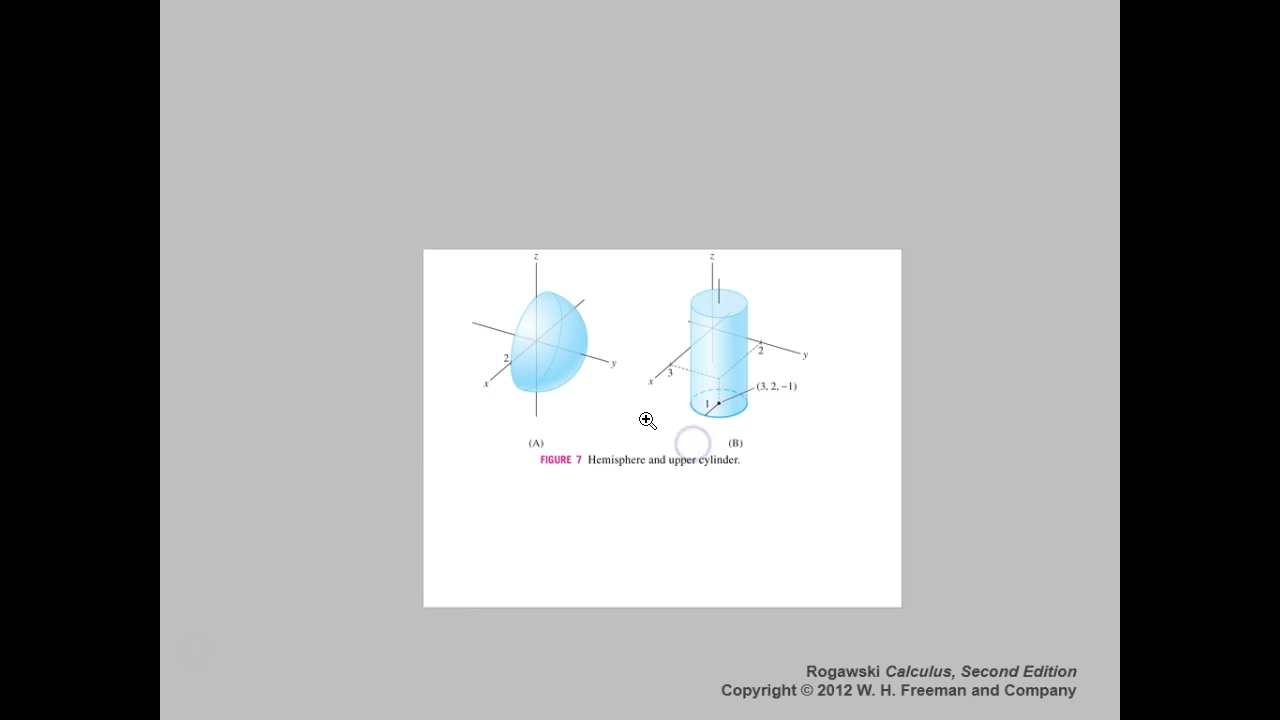 z
z
2
y
x
2
y
x
3
(3, 2, −1)
1
(A)
(B)
FIGURE 7 Hemisphere and upper cylinder.
Rogawski Calculus, Second Edition
Copyright © 2012 W. H. Freeman and Company